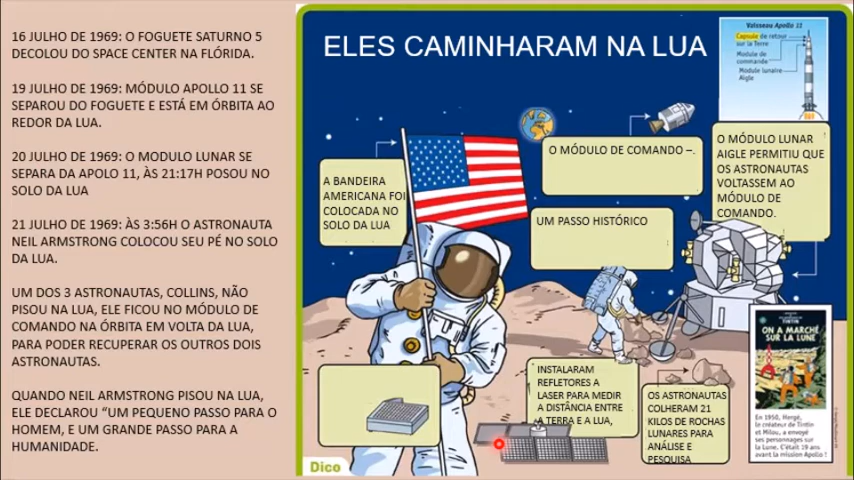 16 JULHO DE 1969: O FOGUETE SATURNO 5
DECOLOU DO SPACE CENTER NA FLÓRIDA.
19 JULHO DE 1969: MÓDULO APOLLO 11 SE
SEPAROU DO FOGUETE E ESTÁ EM ÓRBITA AO
REDOR DA LUA.
20 JULHO DE 1969: O MODULO LUNAR SE
SEPARA DA APOLO 11, ÀS 21:17H POSOU NO
SOLO DA LUA
21 JULHO DE 1969: ÀS 3:56H O ASTRONAUTA
NEIL ARMSTRONG COLOCOU SEU PÉ NO SOLO
DA LUA.
UM DOS 3 ASTRONAUTAS, COLLINS, NÃO
PISOU NA LUA, ELE FICOU NO MÓDULO DE
COMANDO NA ÓRBITA EM VOLTA DA LUA,
PARA PODER RECUPERAR OS OUTROS DOIS
ASTRONAUTAS.
QUANDO NEIL ARMSTRONG PISOU NA LUA,
ELE DECLAROU “UM PEQUENO PASSO PARA O
HOMEM, E UM GRANDE PASSO PARA A
HUMANIDADE.
ELES CAMINHARAM NA LUA
Vaisseau Apollo 11
Capsule de retour
sur la Terre
Module de
commande
Module lunaire
Aigle
A BANDEIRA
AMERICANA FOI
COLOCADA NO
SOLO DA LUA
O MÓDULO DE COMANDO –.
UM PASSO HISTÓRICO
O MÓDULO LUNAR
AIGLE PERMITIU QUE
OS ASTRONAUTAS
VOLTASSEM AO
MÓDULO DE
COMANDO.
INSTALARAM
REFLETORES A
LASER PARA MEDIR
A DISTÂNCIA ENTRE
A TERRA E A LUA,
OS ASTRONAUTAS
COLHERAM 21
KILOS DE ROCHAS
LUNARES PARA
ANÁLISE E
PESQUISA
TINTIN
ON A MARCHÉ
SUR LA LUNE
En 1950, Hergé,
le créateur de Tintin
et Milou, a envoyé
ses personnages sur
la Lune. C'était 19 ans
avant la mission Apollo !
Dico